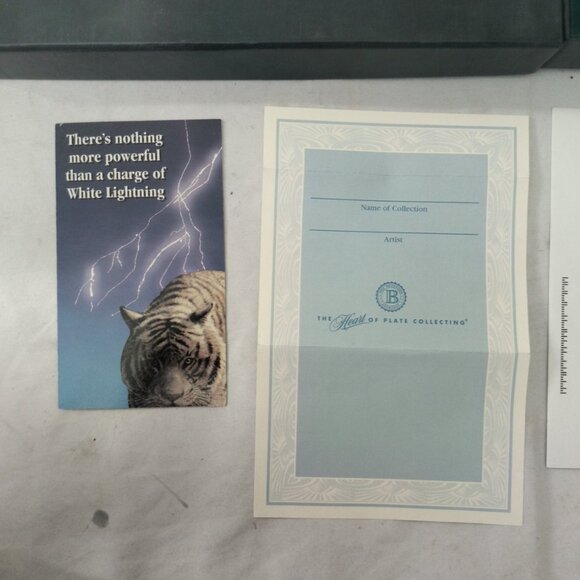 There's nothing
more powerful
than a charge of
White Lightning
Name of Collection
Artist
B
THE Heart OF PLATE COLLECTING®